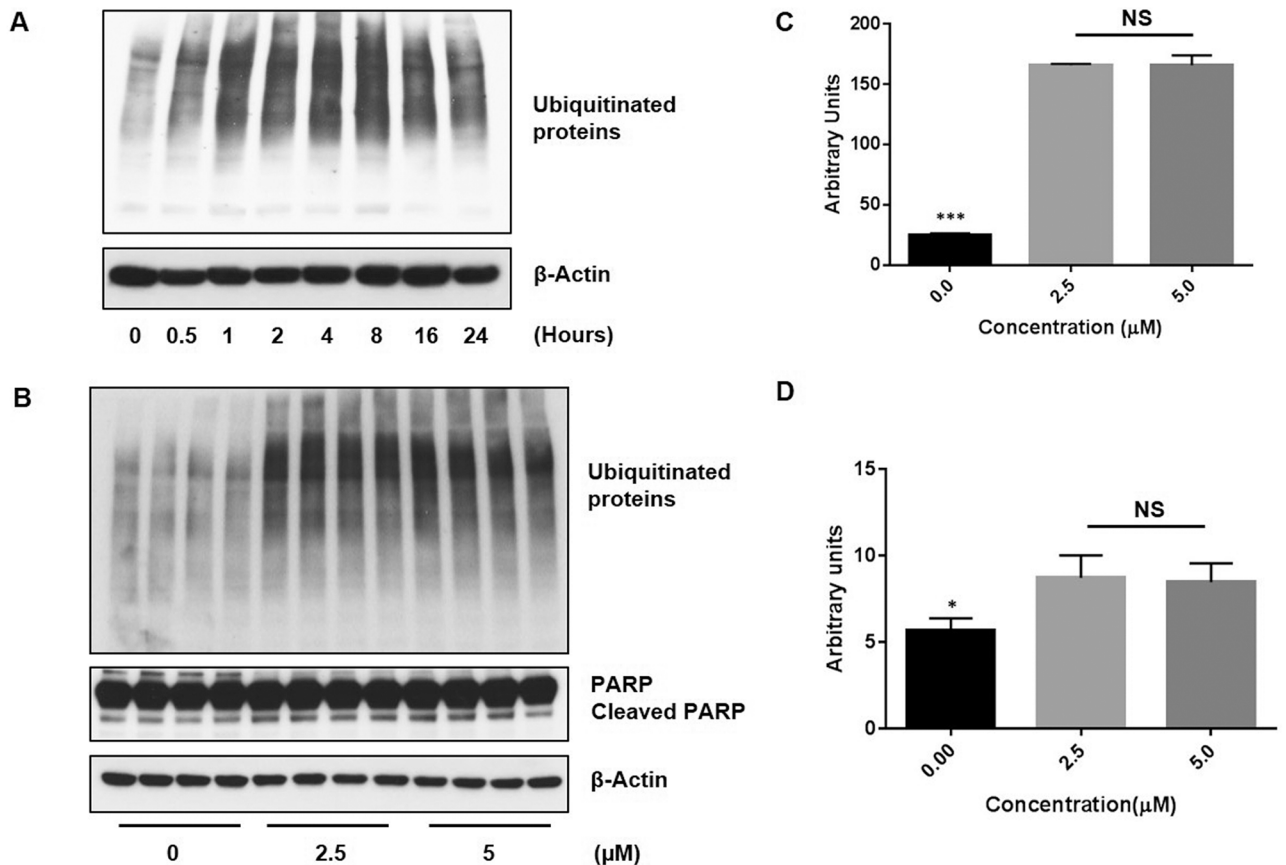 A
Ubiquitinated
proteins
β-Actin
0 0.5 1 2 4 8 16 24 (Hours)
B
Ubiquitinated
proteins
PARP
Cleaved PARP
β-Actin
0 2.5 5 (µM)
C
NS
200
150
100
50
0
Arbitrary Units
***
0.0 2.5 5.0
Concentration (µM)
D
NS
15
10
5
0
Arbitrary units
*
0.00 2.5 5.0
Concentration(µM)